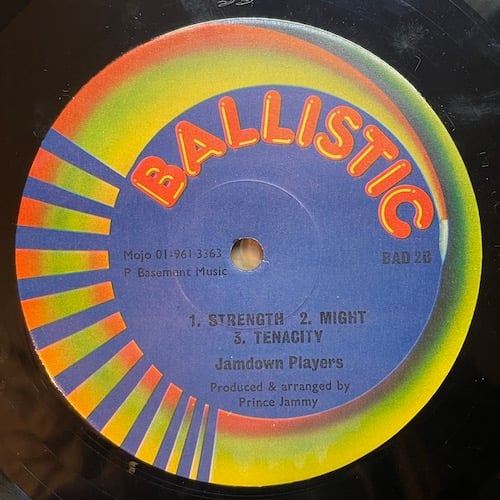 BALLISTIC
Mojo 01-961 3363
P Basement Music
BAD 2B
1. STRENGTH 2. MIGHT
3. TENACITY
Jamdown Players
Produced & arranged by
Prince Jammy